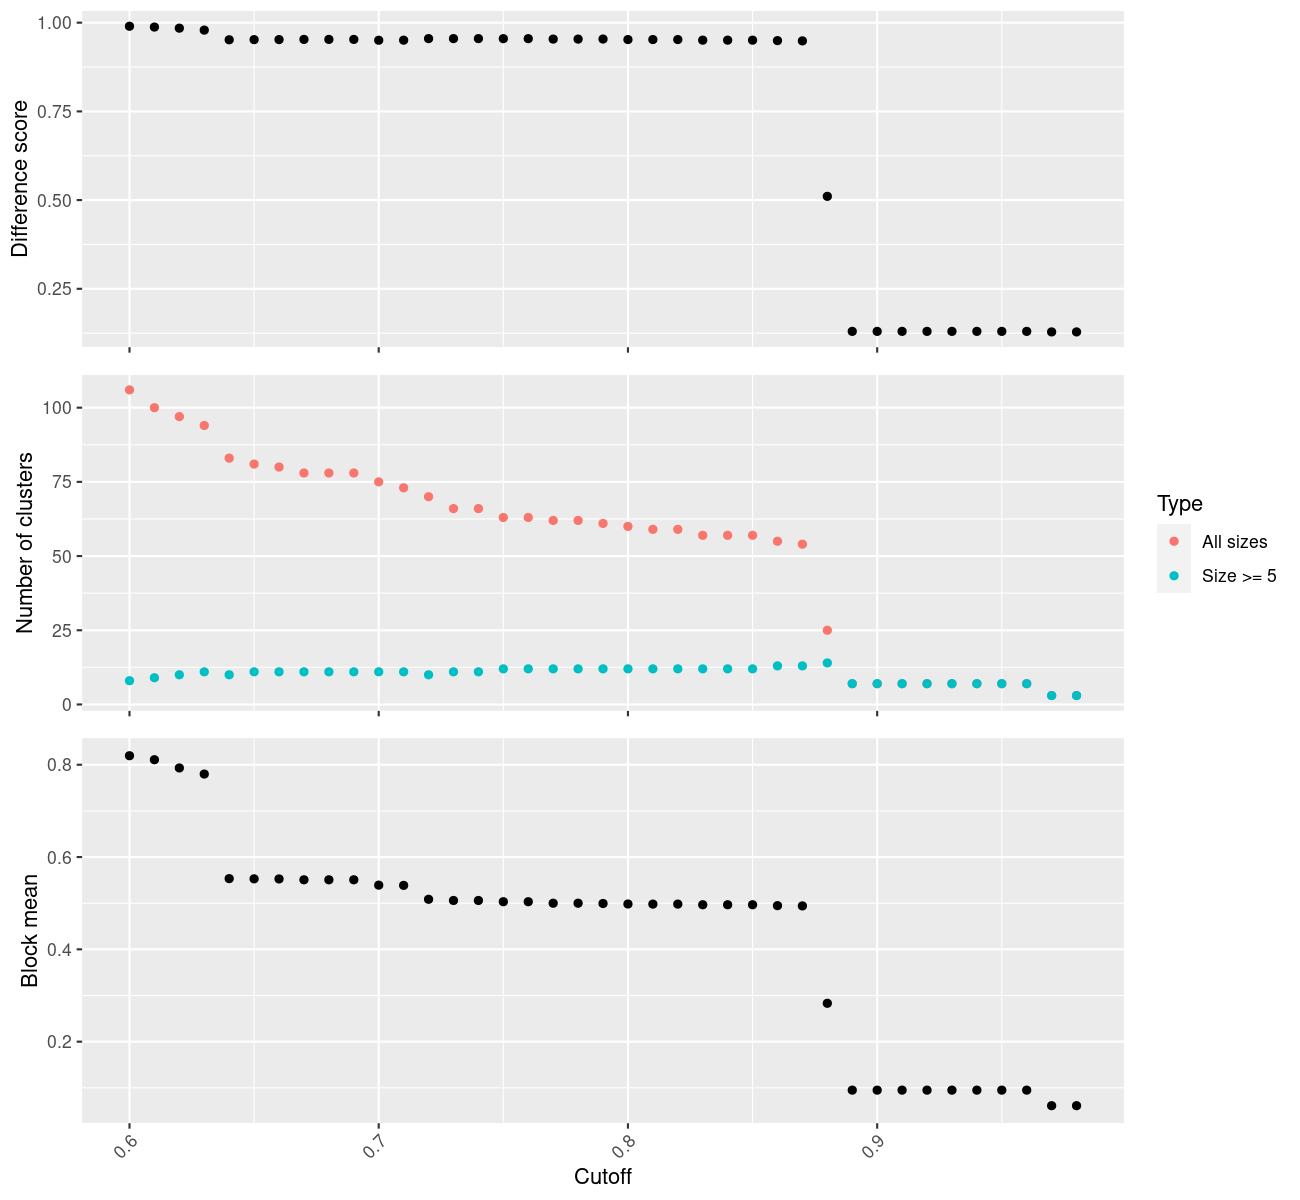 Difference score
1.00
0.75
0.50
0.25
Number of clusters
100
75
50
25
0
Type
All sizes
Size >= 5
Block mean
0.8
0.6
0.4
0.2
0.6 0.7 0.8 0.9
Cutoff